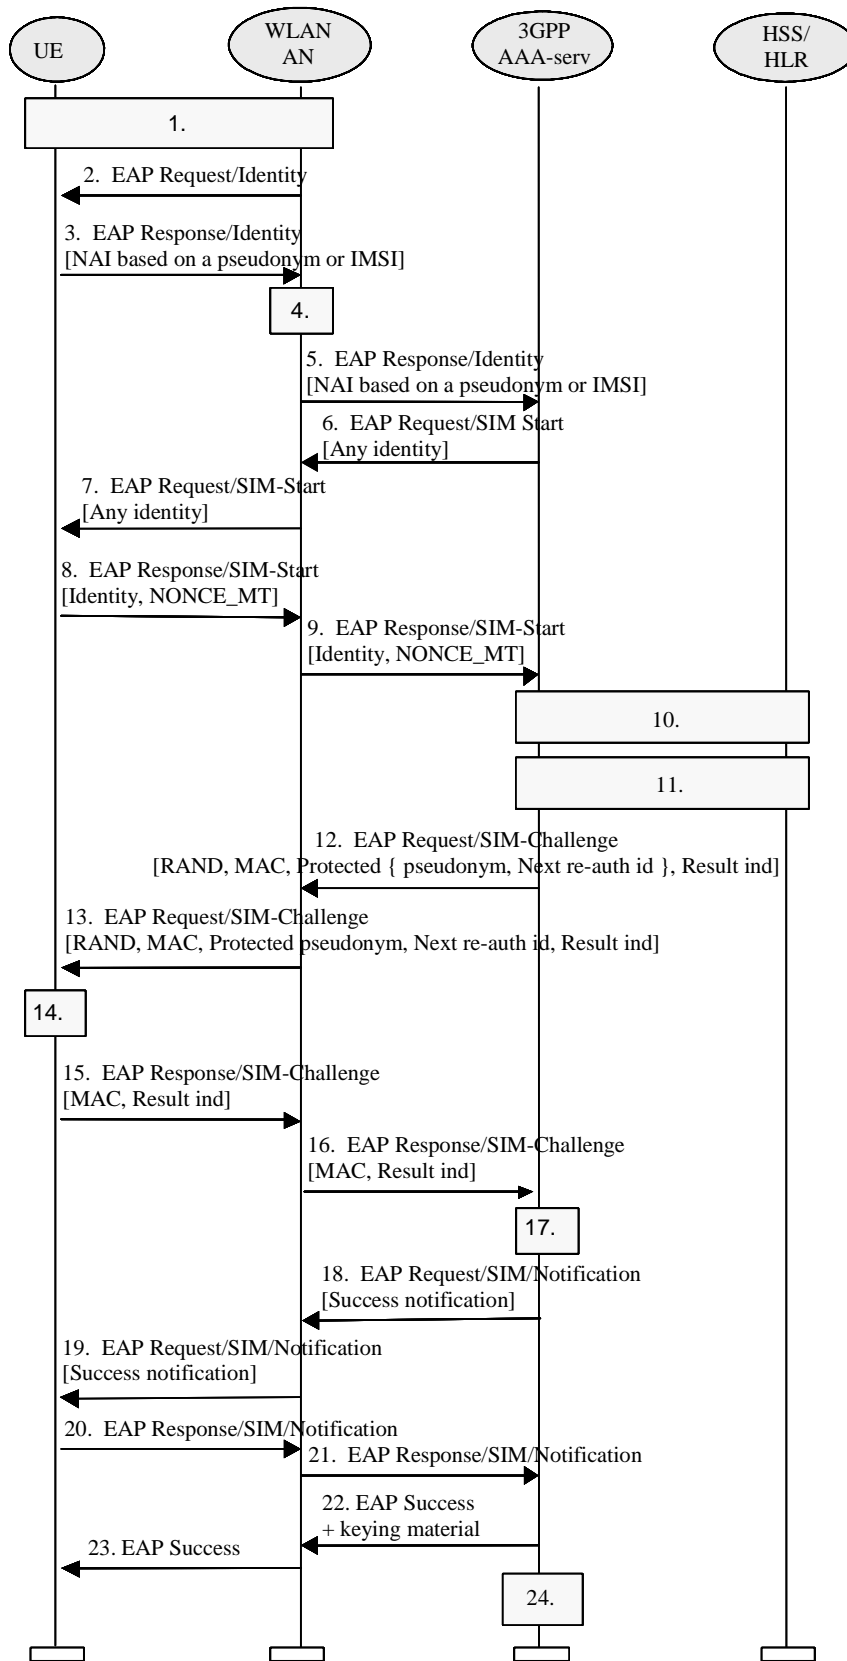 UE
WLAN
AN
3GPP
AAA-serv
HSS/
HLR
1.
2. EAP Request/Identity
3. EAP Response/Identity
[NAI based on a pseudonym or IMSI]
4.
5. EAP Response/Identity
[NAI based on a pseudonym or IMSI]
6. EAP Request/SIM Start
[Any identity]
7. EAP Request/SIM-Start
[Any identity]
8. EAP Response/SIM-Start
[Identity, NONCE_MT]
9. EAP Response/SIM-Start
[Identity, NONCE_MT]
10.
11.
12. EAP Request/SIM-Challenge
[RAND, MAC, Protected { pseudonym, Next re-auth id }, Result ind]
13. EAP Request/SIM-Challenge
[RAND, MAC, Protected pseudonym, Next re-auth id, Result ind]
14.
15. EAP Response/SIM-Challenge
[MAC, Result ind]
16. EAP Response/SIM-Challenge
[MAC, Result ind]
17.
18. EAP Request/SIM/Notification
[Success notification]
19. EAP Request/SIM/Notification
[Success notification]
20. EAP Response/SIM/Notification
21. EAP Response/SIM/Notification
22. EAP Success
+ keying material
23. EAP Success
24.